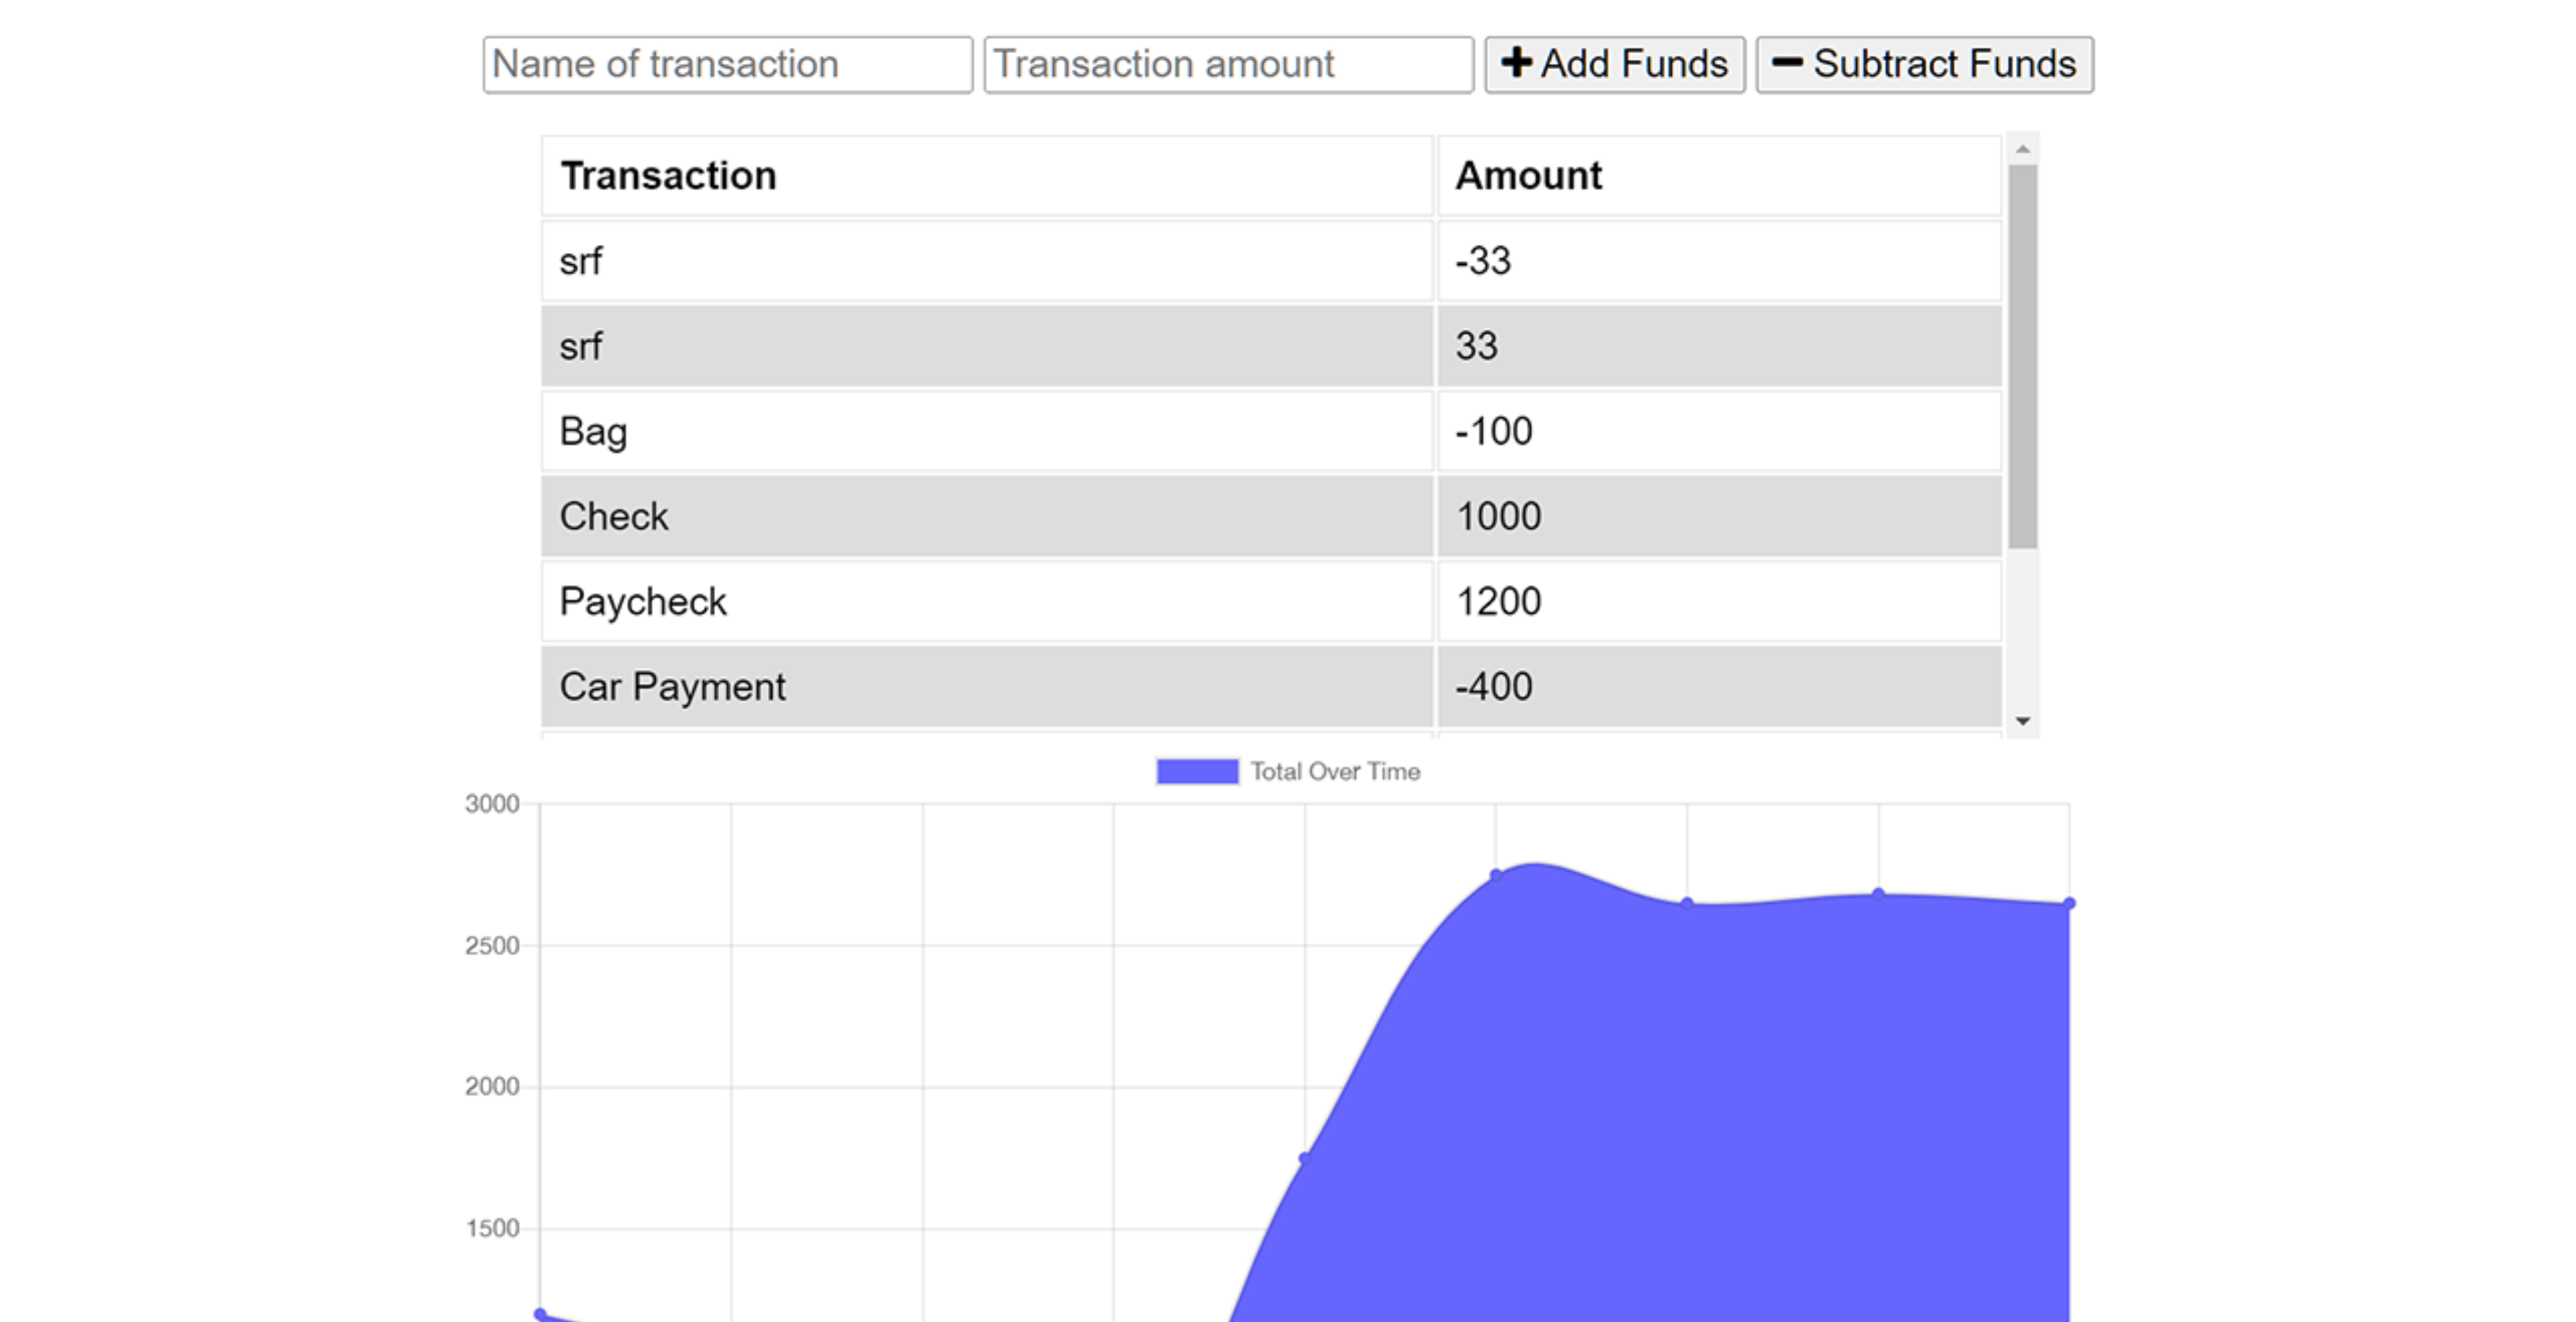 Name of transaction Transaction amount + Add Funds − Subtract Funds
Transaction Amount
srf -33
srf 33
Bag -100
Check 1000
Paycheck 1200
Car Payment -400
Total Over Time
3000
2500
2000
1500